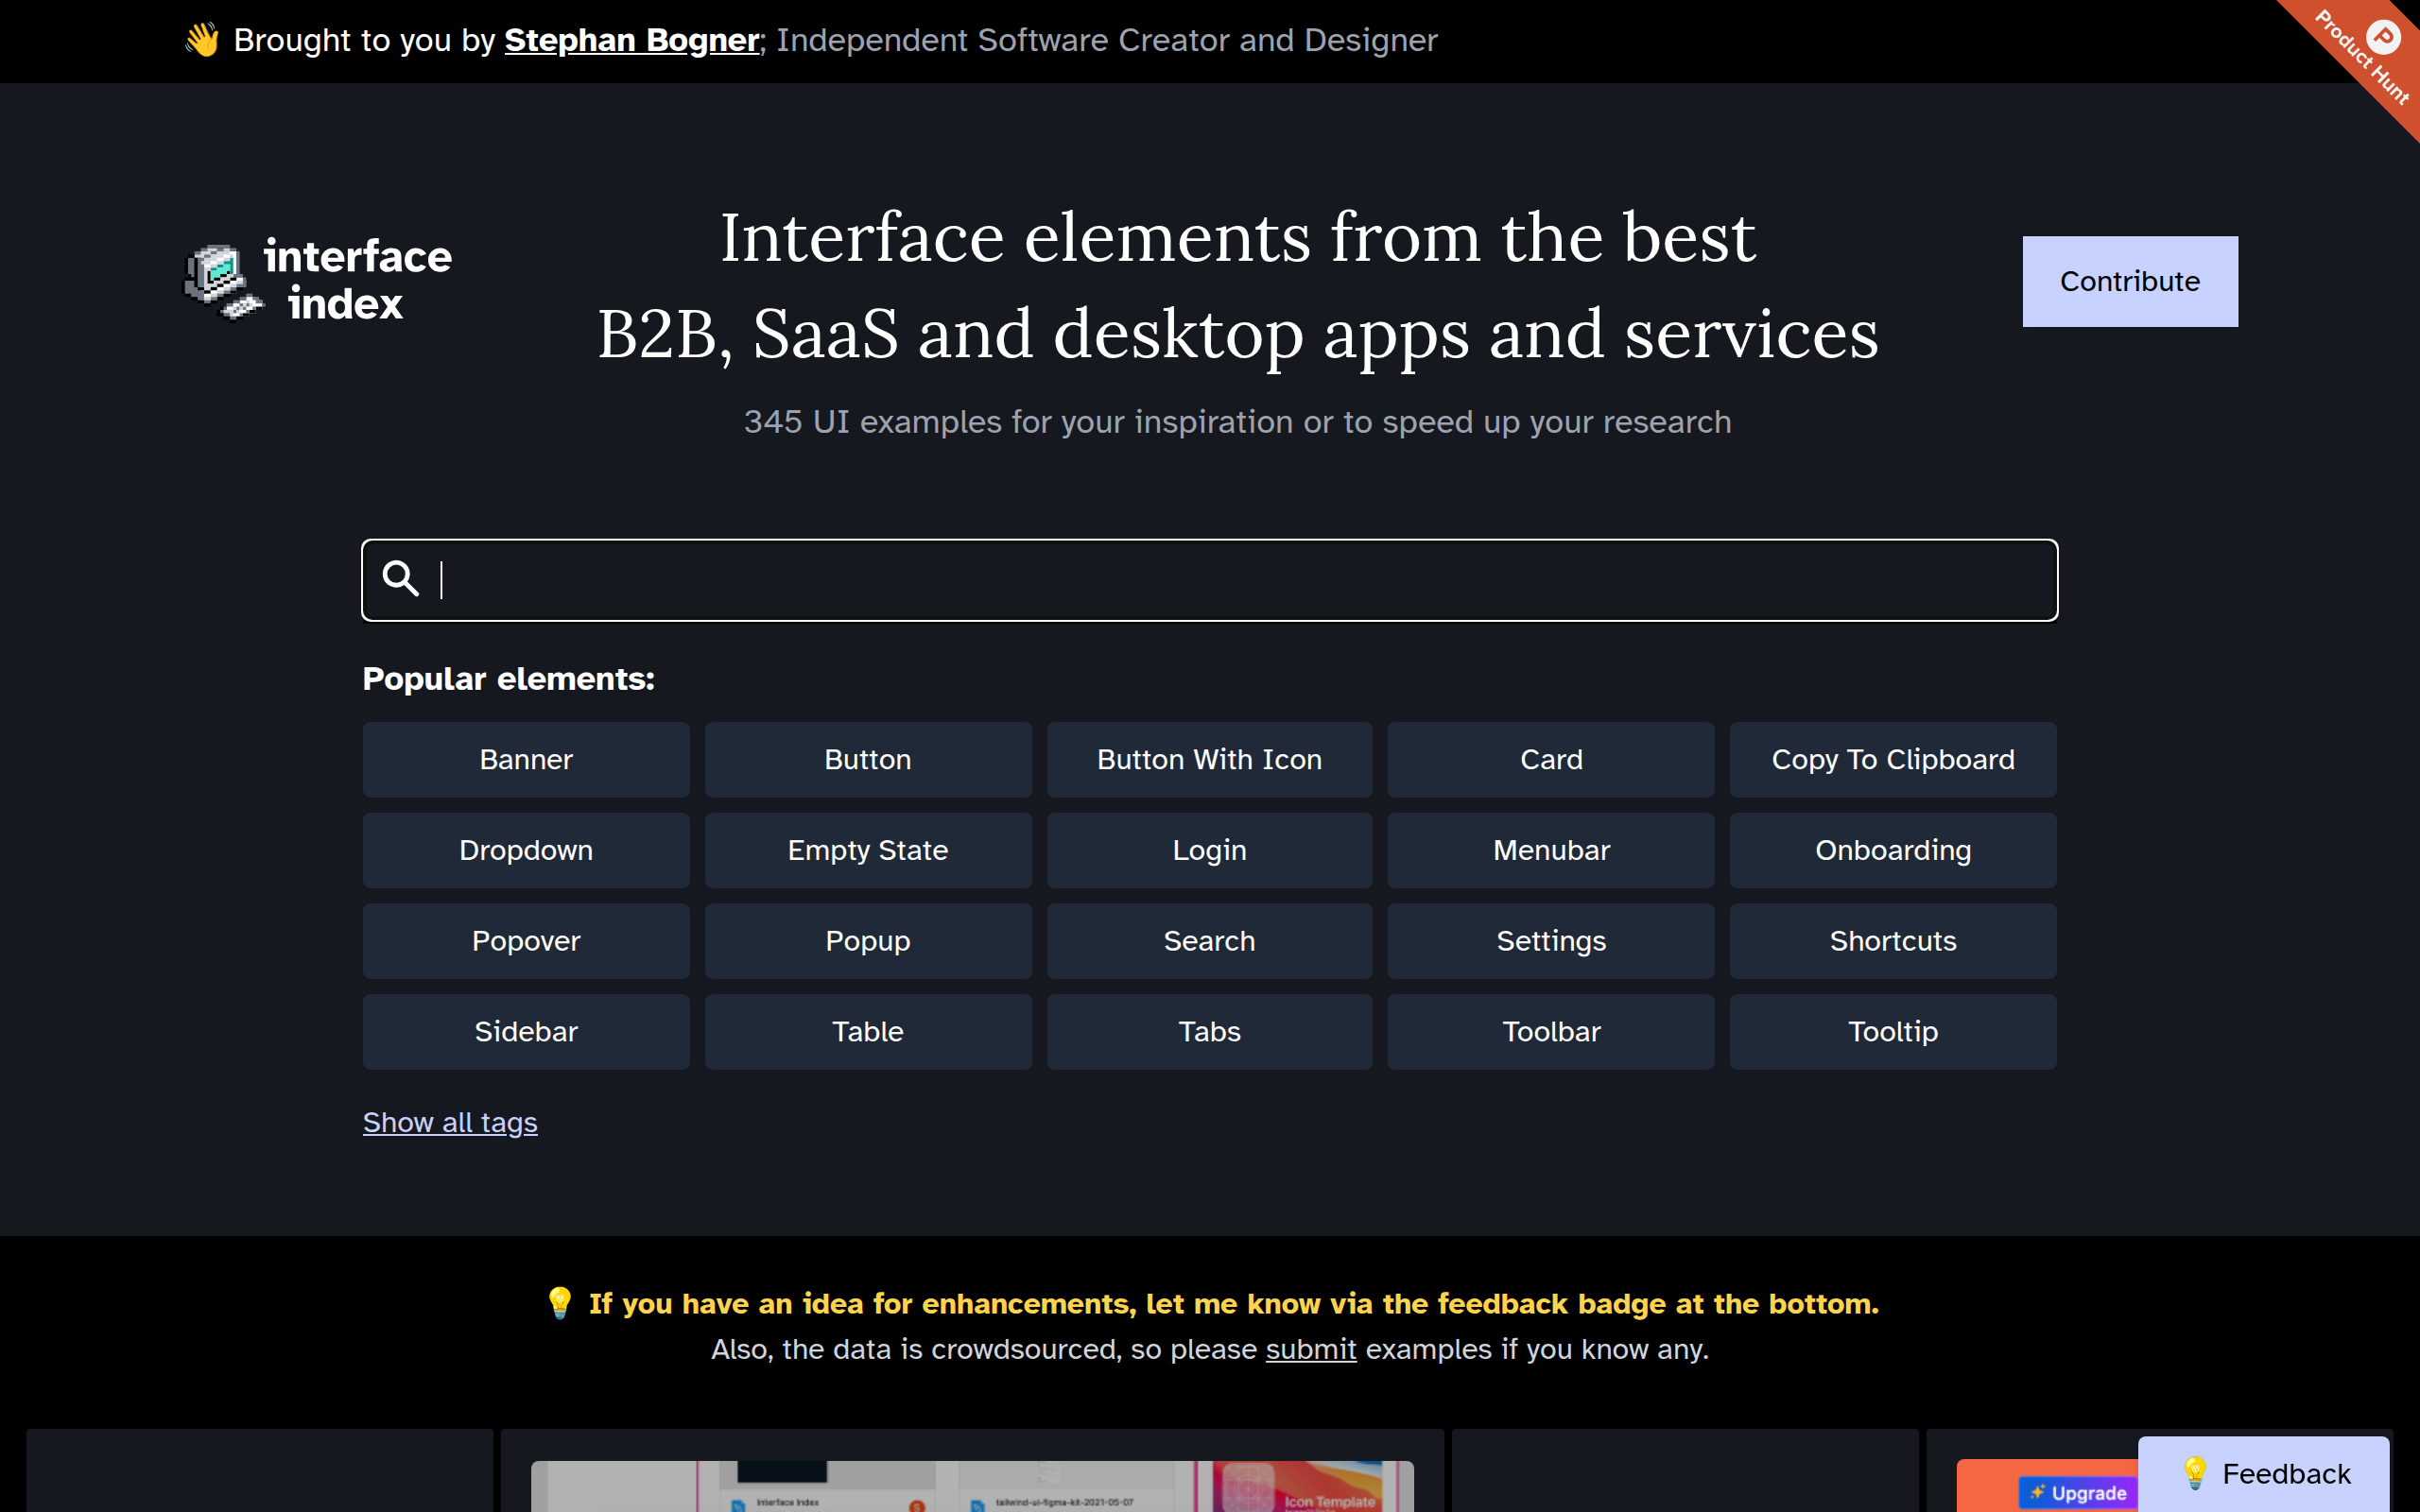 👋 Brought to you by Stephan Bogner; Independent Software Creator and Designer
Product Hunt
interface
index
Interface elements from the best
B2B, SaaS and desktop apps and services
345 UI examples for your inspiration or to speed up your research
Contribute
Popular elements:
Banner
Button
Button With Icon
Card
Copy To Clipboard
Dropdown
Empty State
Login
Menubar
Onboarding
Popover
Popup
Search
Settings
Shortcuts
Sidebar
Table
Tabs
Toolbar
Tooltip
Show all tags
💡 If you have an idea for enhancements, let me know via the feedback badge at the bottom.
Also, the data is crowdsourced, so please submit examples if you know any.
Interface Index
S
tailwind-ui-figma-kit-2021-05-07
Icon Template
✨ Upgrade
💡 Feedback